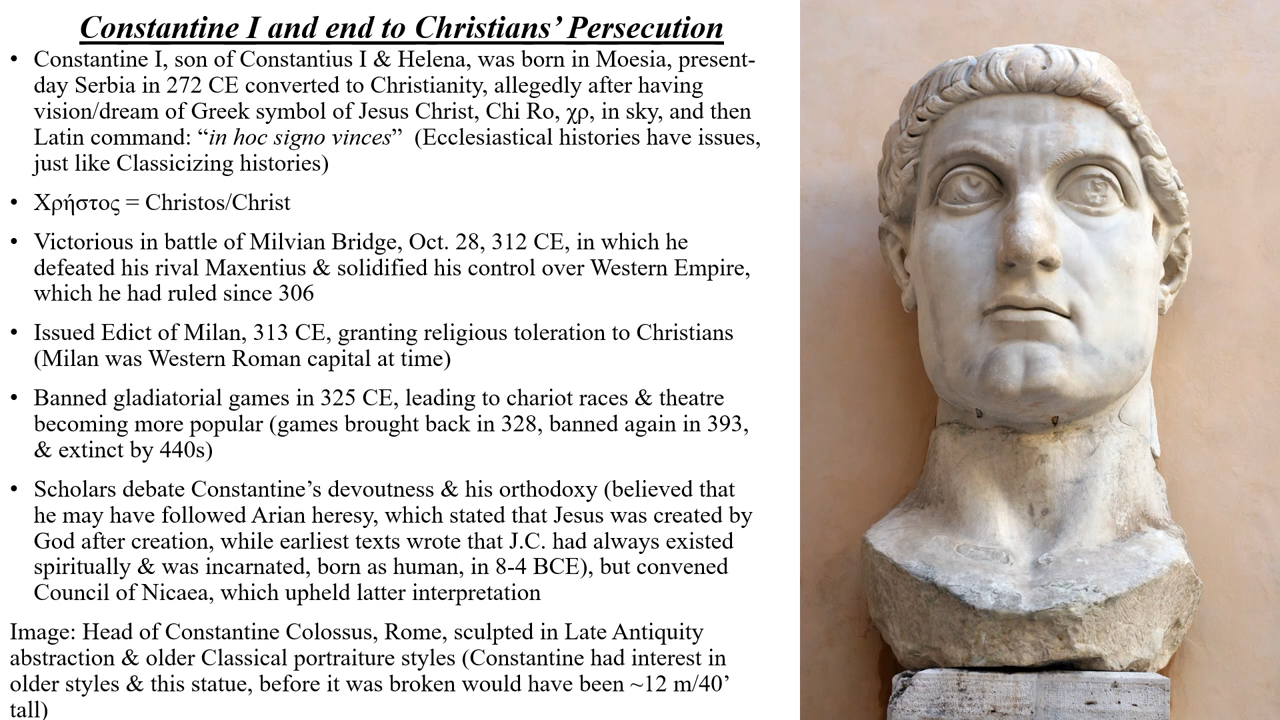 Constantine I and end to Christians’ Persecution
• Constantine I, son of Constantius I & Helena, was born in Moesia, present-
day Serbia in 272 CE converted to Christianity, allegedly after having
vision/dream of Greek symbol of Jesus Christ, Chi Ro, χρ, in sky, and then
Latin command: “in hoc signo vinces”  (Ecclesiastical histories have issues,
just like Classicizing histories)
• Χρήστος = Christos/Christ
• Victorious in battle of Milvian Bridge, Oct. 28, 312 CE, in which he
defeated his rival Maxentius & solidified his control over Western Empire,
which he had ruled since 306
• Issued Edict of Milan, 313 CE, granting religious toleration to Christians
(Milan was Western Roman capital at time)
• Banned gladiatorial games in 325 CE, leading to chariot races & theatre
becoming more popular (games brought back in 328, banned again in 393,
& extinct by 440s)
• Scholars debate Constantine’s devoutness & his orthodoxy (believed that
he may have followed Arian heresy, which stated that Jesus was created by
God after creation, while earliest texts wrote that J.C. had always existed
spiritually & was incarnated, born as human, in 8-4 BCE), but convened
Council of Nicaea, which upheld latter interpretation
Image: Head of Constantine Colossus, Rome, sculpted in Late Antiquity
abstraction & older Classical portraiture styles (Constantine had interest in
older styles & this statue, before it was broken would have been ~12 m/40’
tall)